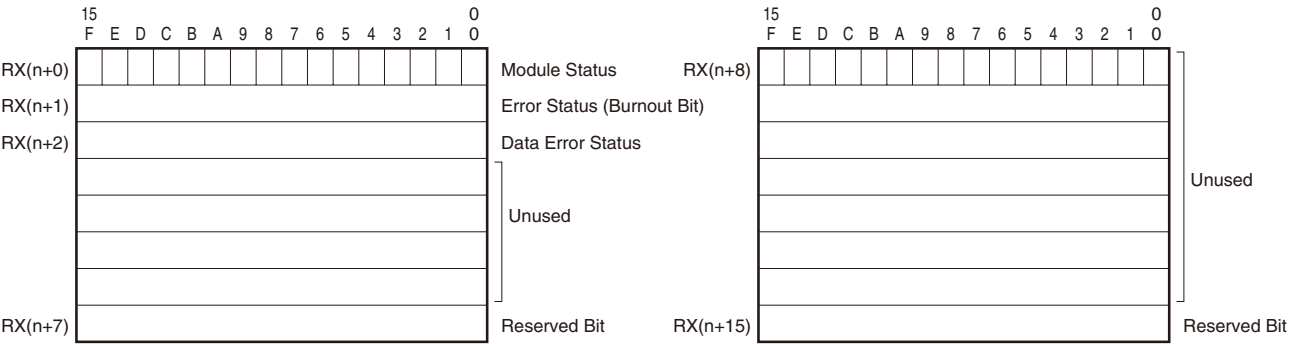 15 0
F E D C B A 9 8 7 6 5 4 3 2 1 0
RX(n+0) Module Status
RX(n+1) Error Status (Burnout Bit)
RX(n+2) Data Error Status
Unused
RX(n+7) Reserved Bit
15 0
F E D C B A 9 8 7 6 5 4 3 2 1 0
RX(n+8)
Unused
RX(n+15) Reserved Bit